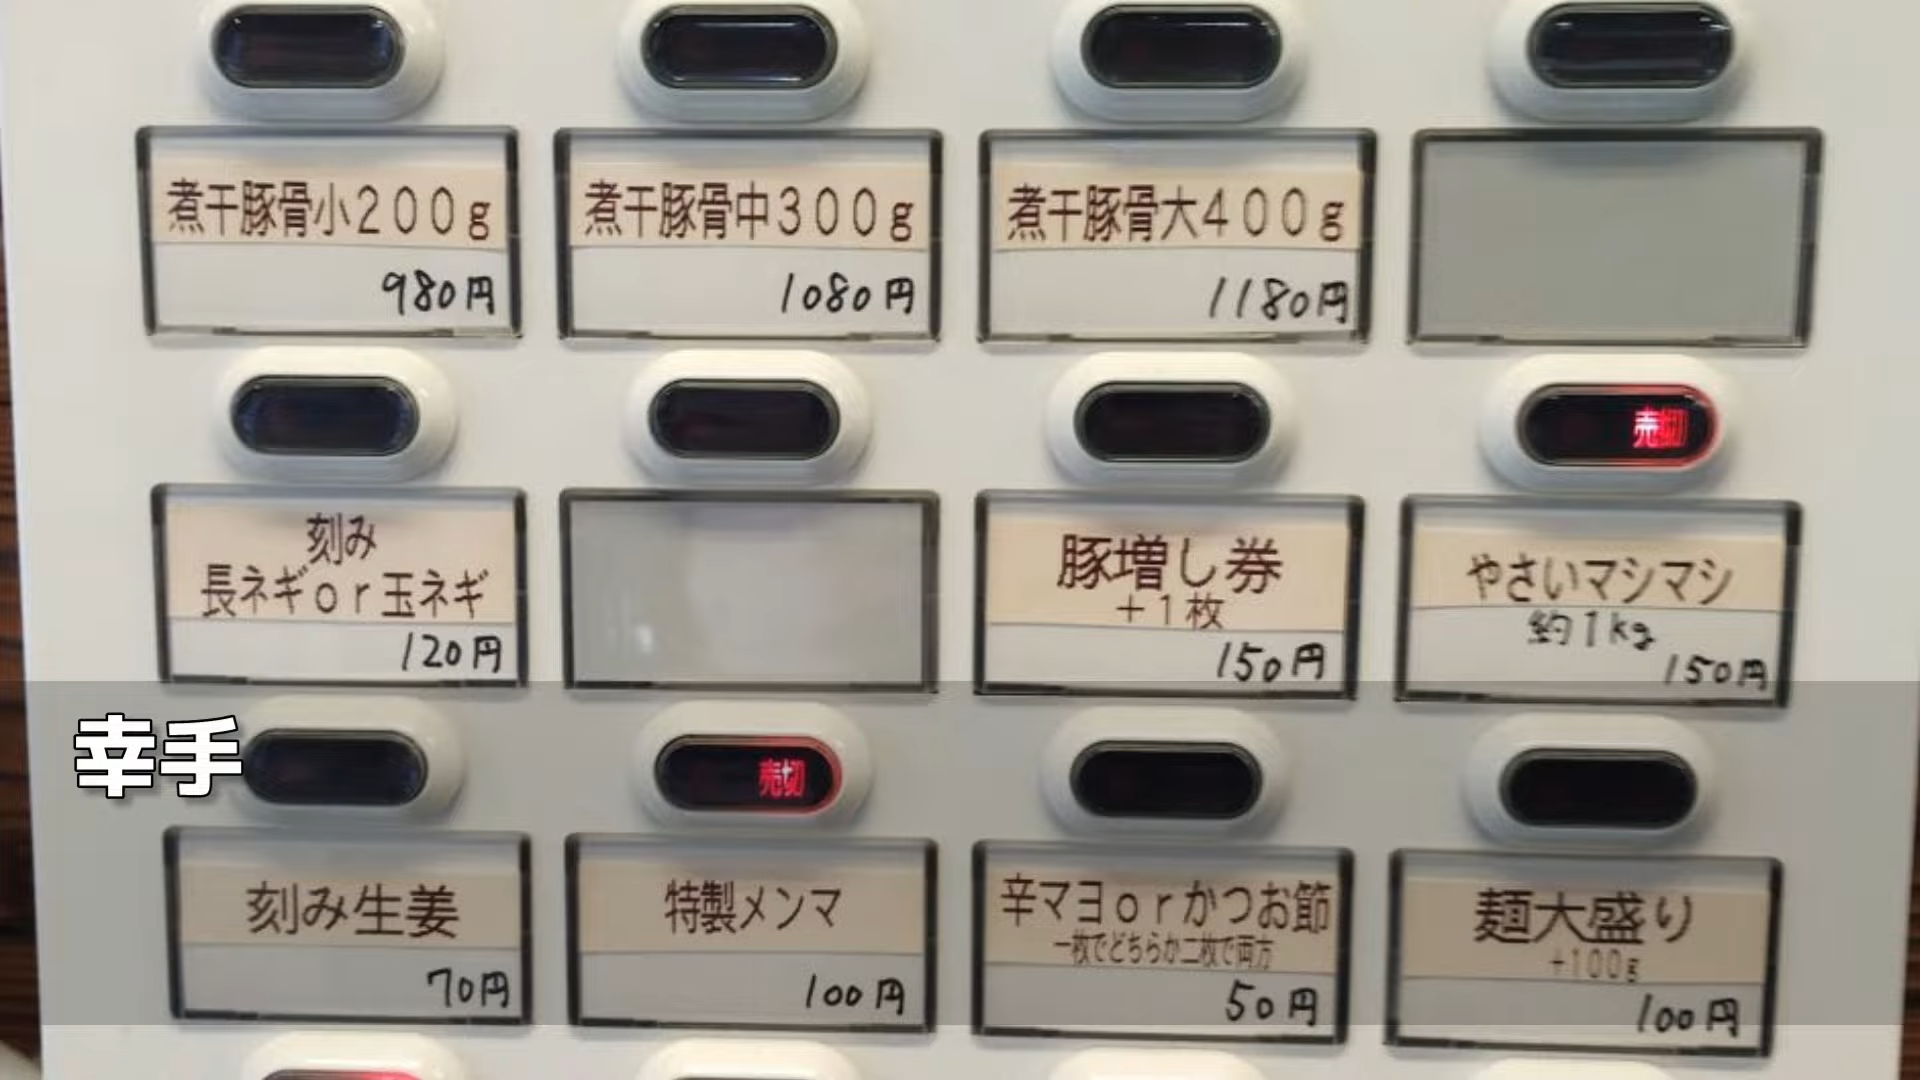 煮干豚骨小200g
980円
煮干豚骨中300g
1080円
煮干豚骨大400g
1180円
売切
刻み
長ネギor玉ネギ
120円
豚増し券
+1枚
150円
やさいマシマシ
約1kg
150円
幸手
売切
刻み生姜
70円
特製メンマ
100円
辛マヨorかつお節
一枚でどちらか二枚で両方
50円
麺大盛り
+100g
100円